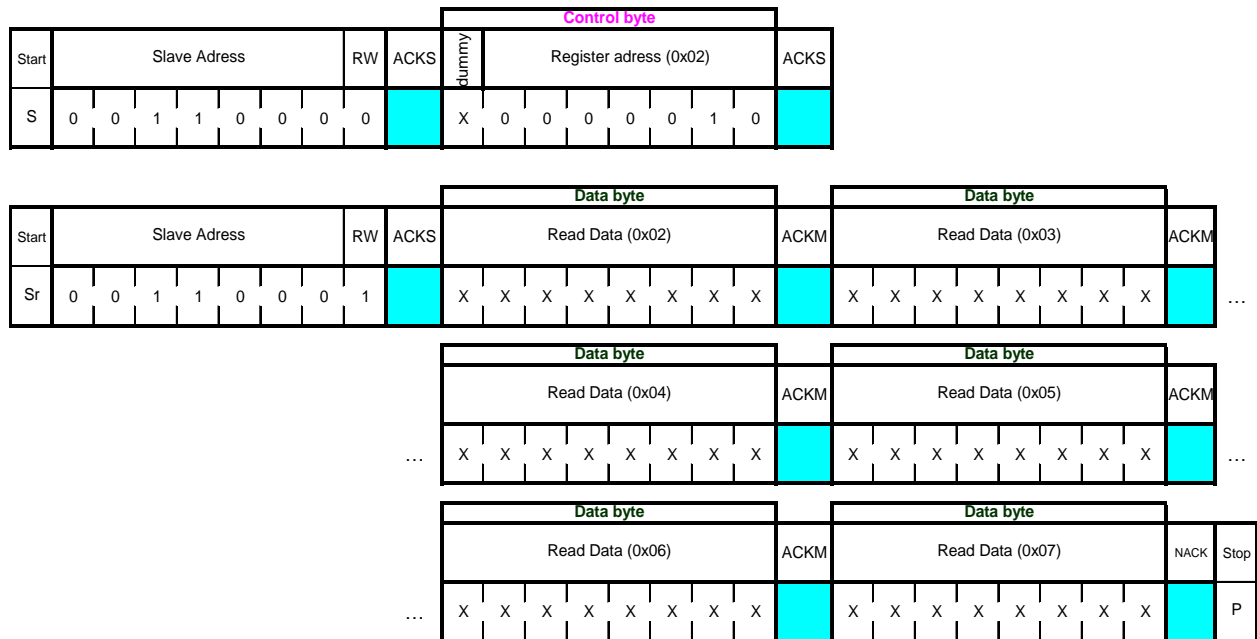 Control byte
Start Slave Adress RW ACKS dummy Register adress (0x02) ACKS
S 0 0 1 1 0 0 0 0 X 0 0 0 0 0 1 0
Data byte Data byte
Start Slave Adress RW ACKS Read Data (0x02) ACKM Read Data (0x03) ACKM
Sr 0 0 1 1 0 0 0 1 X X X X X X X X X X X X X X X X …
Data byte Data byte
Read Data (0x04) ACKM Read Data (0x05) ACKM
… X X X X X X X X X X X X X X X X …
Data byte Data byte
Read Data (0x06) ACKM Read Data (0x07) NACK Stop
… X X X X X X X X X X X X X X X X P